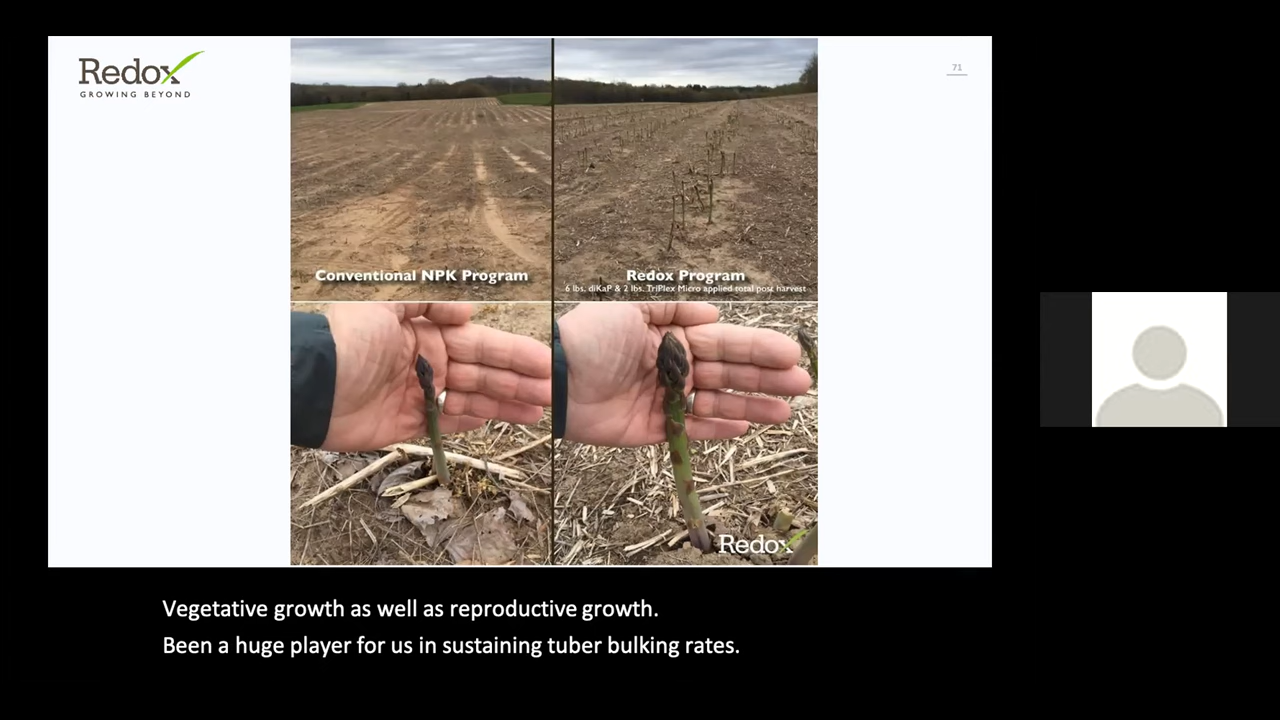 Redox
GROWING BEYOND
71
Conventional NPK Program
Redox Program
6 lbs. diKaP & 2 lbs. TriPlex Micro applied total post harvest
Redox
Vegetative growth as well as reproductive growth.
Been a huge player for us in sustaining tuber bulking rates.